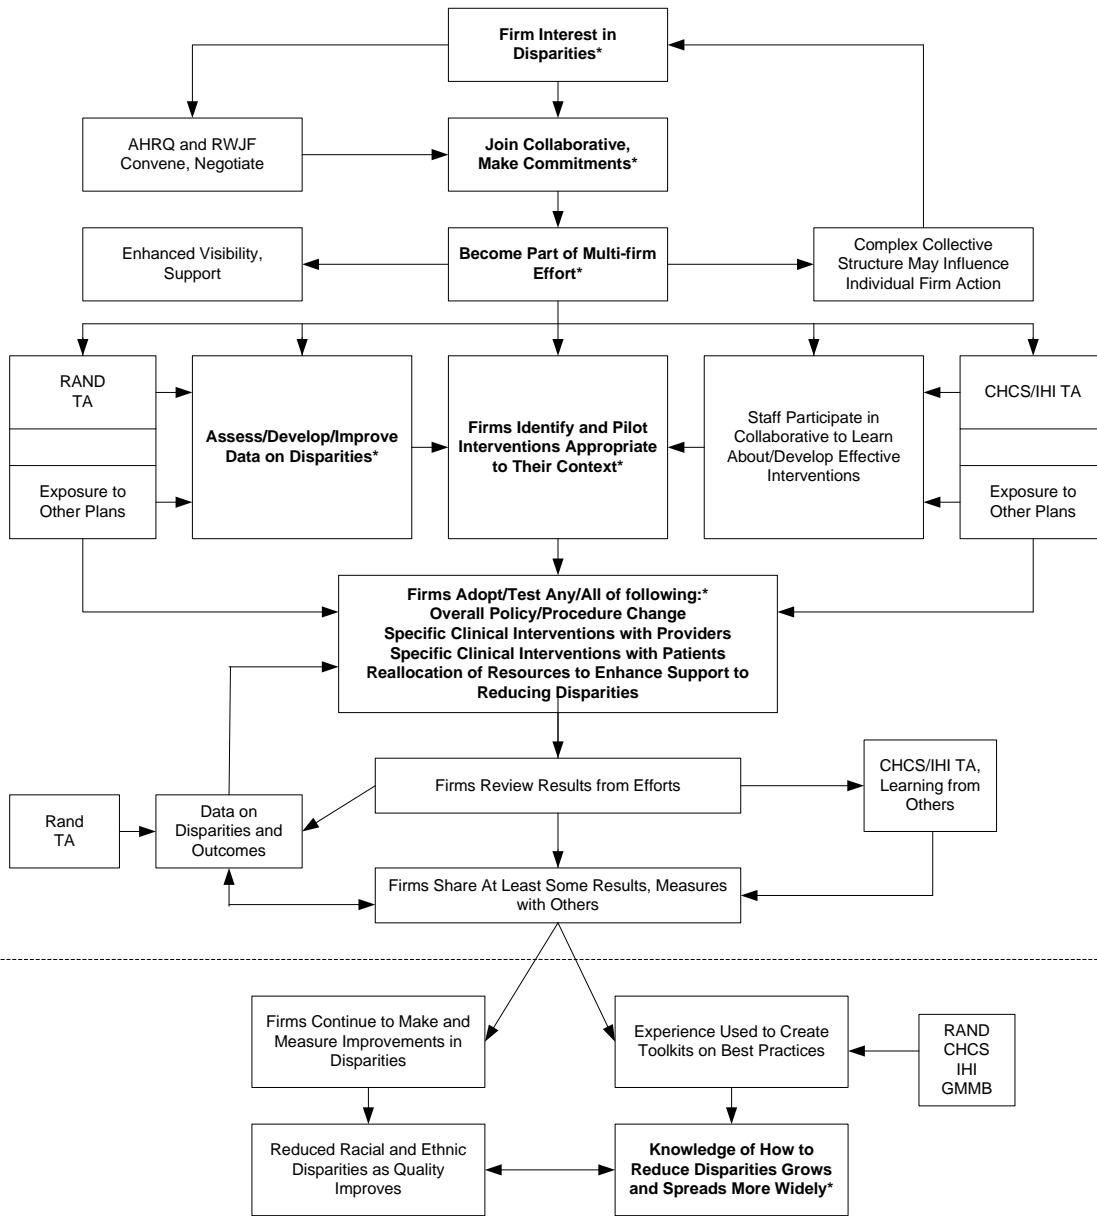 Firm Interest in
Disparities*
AHRQ and RWJF
Convene, Negotiate
Join Collaborative,
Make Commitments*
Enhanced Visibility,
Support
Become Part of Multi-firm
Effort*
Complex Collective
Structure May Influence
Individual Firm Action
RAND
TA
Exposure to
Other Plans
Assess/Develop/Improve
Data on Disparities*
Firms Identify and Pilot
Interventions Appropriate
to Their Context*
Staff Participate in
Collaborative to Learn
About/Develop Effective
Interventions
CHCS/IHI TA
Exposure to
Other Plans
Firms Adopt/Test Any/All of following:*
Overall Policy/Procedure Change
Specific Clinical Interventions with Providers
Specific Clinical Interventions with Patients
Reallocation of Resources to Enhance Support to
Reducing Disparities
Firms Review Results from Efforts
CHCS/IHI TA,
Learning from
Others
Rand
TA
Data on
Disparities and
Outcomes
Firms Share At Least Some Results, Measures
with Others
Firms Continue to Make and
Measure Improvements in
Disparities
Experience Used to Create
Toolkits on Best Practices
RAND
CHCS
IHI
GMMB
Reduced Racial and Ethnic
Disparities as Quality
Improves
Knowledge of How to
Reduce Disparities Grows
and Spreads More Widely*